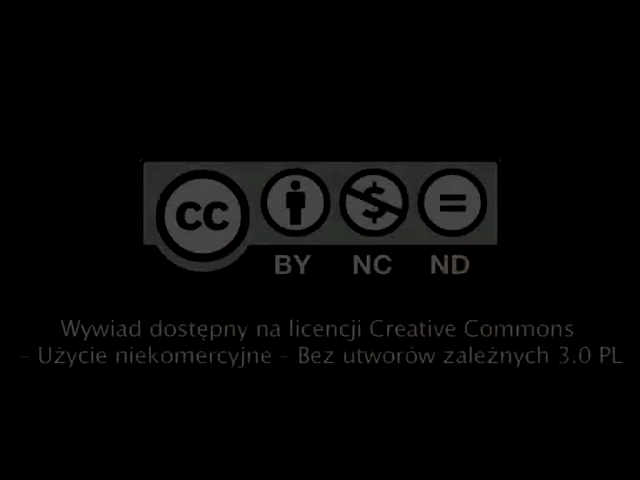 CC
BY NC ND
Wywiad dostępny na licencji Creative Commons
- Użycie niekomercyjne - Bez utworów zależnych 3.0 PL